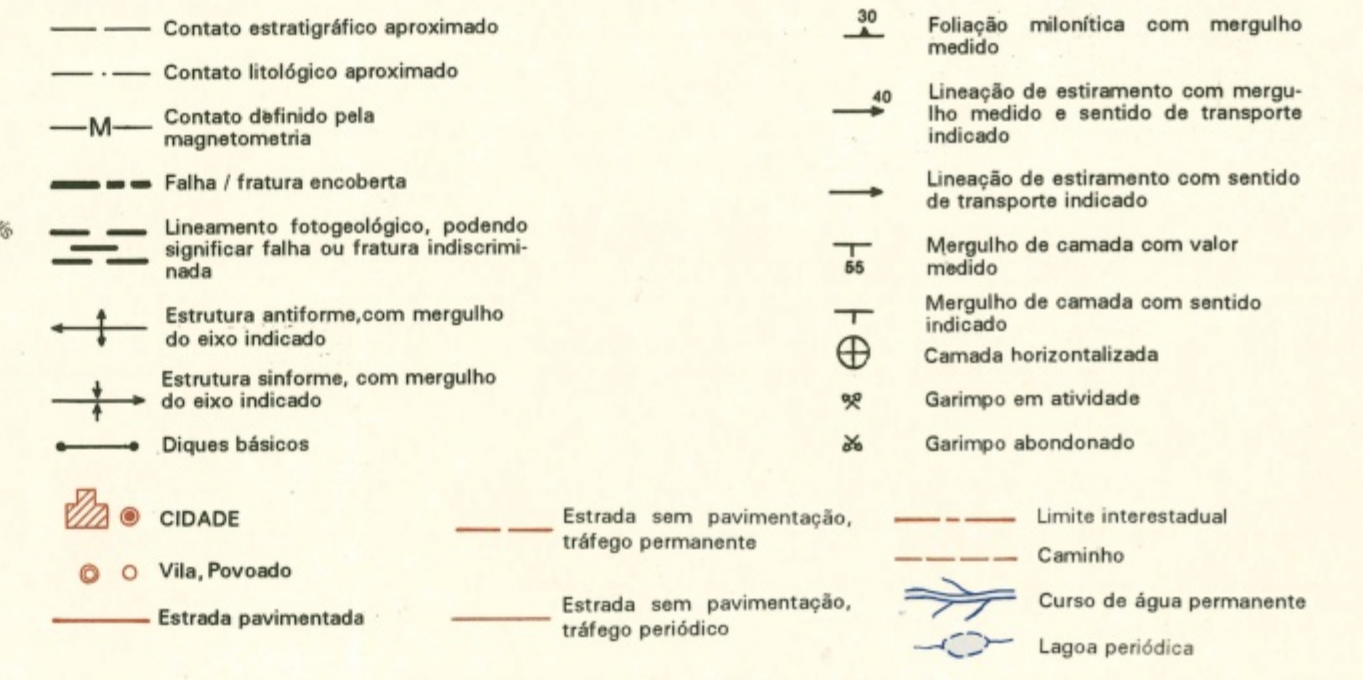 Contato estratigráfico aproximado
Contato litológico aproximado
M
Contato definido pela
magnetometria
Falha / fratura encoberta
Lineamento fotogeológico, podendo
significar falha ou fratura indiscrimi-
nada
Estrutura antiforme,com mergulho
do eixo indicado
Estrutura sinforme, com mergulho
do eixo indicado
Diques básicos
30
Foliação milonítica com mergulho
medido
40
Lineação de estiramento com mergu-
lho medido e sentido de transporte
indicado
Lineação de estiramento com sentido
de transporte indicado
55
Mergulho de camada com valor
medido
Mergulho de camada com sentido
indicado
Camada horizontalizada
Garimpo em atividade
Garimpo abondonado
CIDADE
Vila, Povoado
Estrada pavimentada
Estrada sem pavimentação,
tráfego permanente
Estrada sem pavimentação,
tráfego periódico
Limite interestadual
Caminho
Curso de água permanente
Lagoa periódica